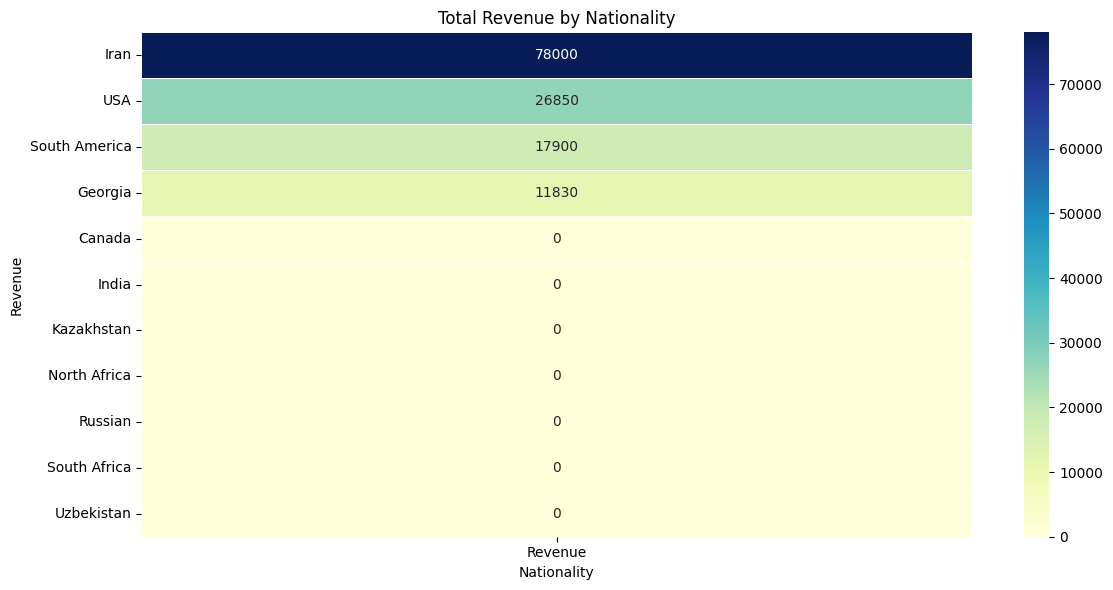 Total Revenue by Nationality
Iran
78000
USA
26850
South America
17900
Georgia
11830
Canada
0
India
0
Kazakhstan
0
North Africa
0
Russian
0
South Africa
0
Uzbekistan
0
Revenue
Revenue
Nationality
70000
60000
50000
40000
30000
20000
10000
0